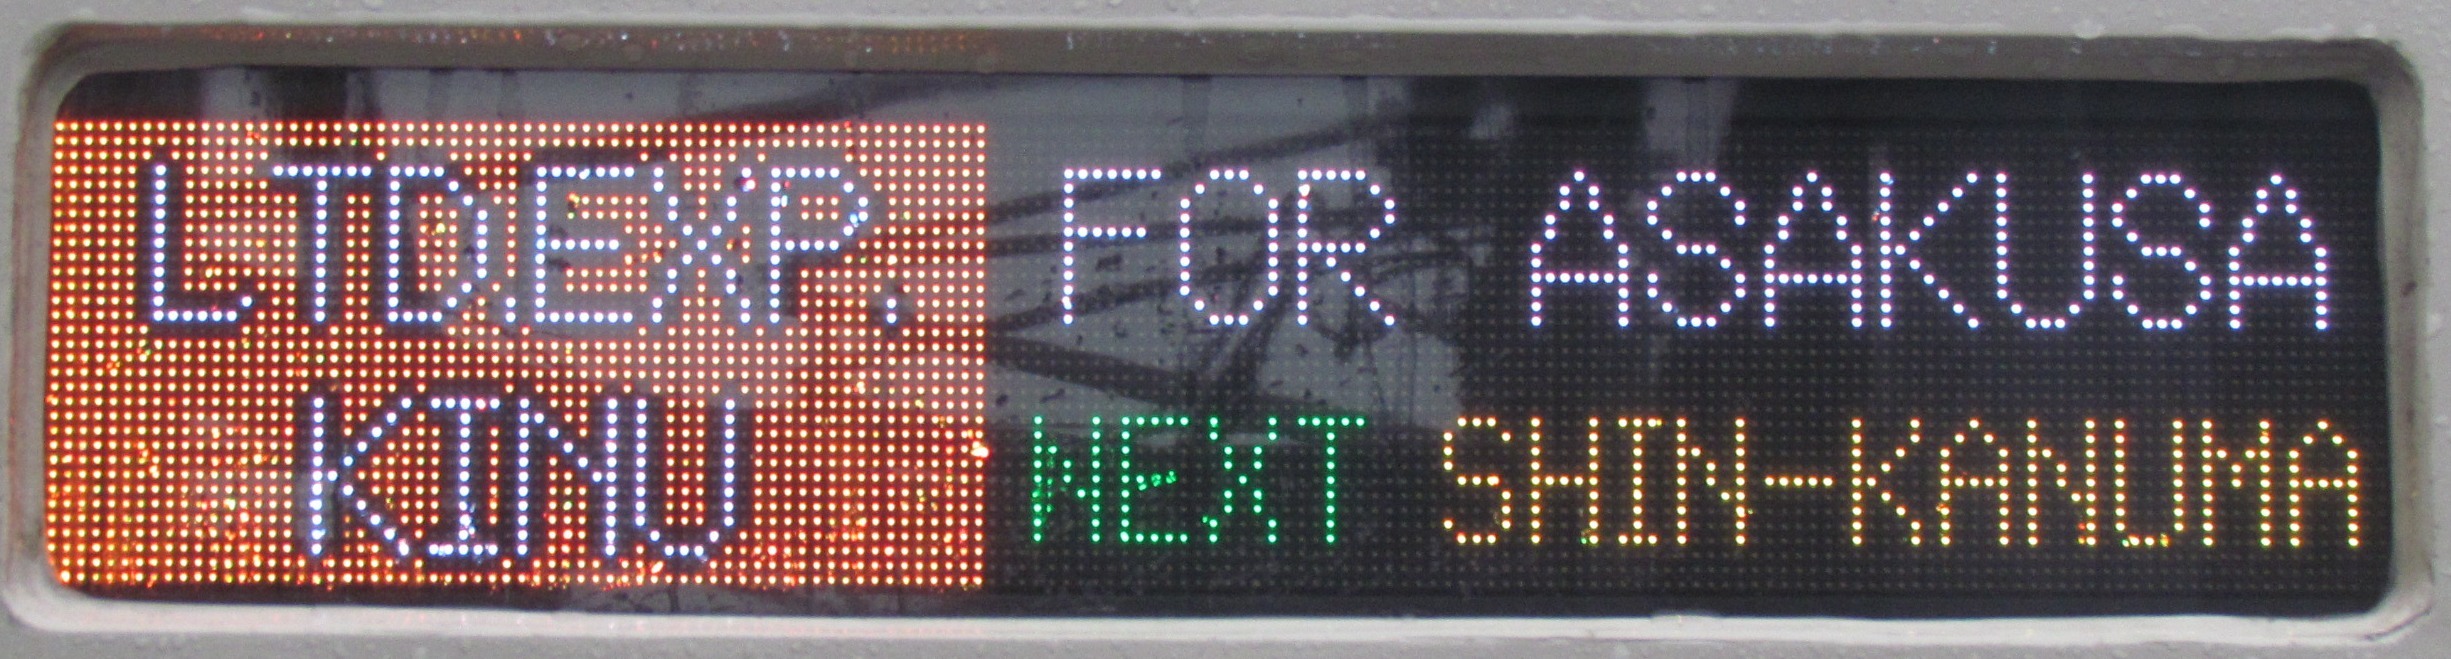 LTD.EXP. FOR ASAKUSA
KINU NEXT SHIN-KANUMA